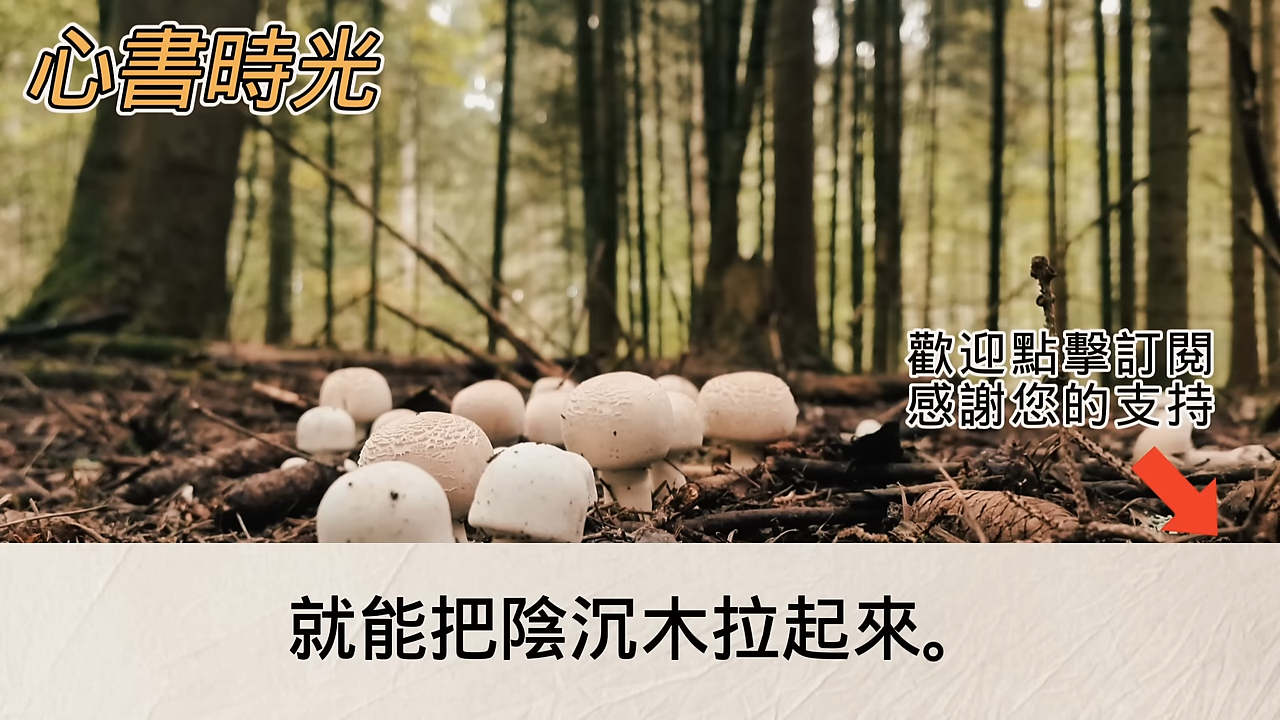 心書時光
歡迎點擊訂閱
感謝您的支持
就能把陰沉木拉起來。